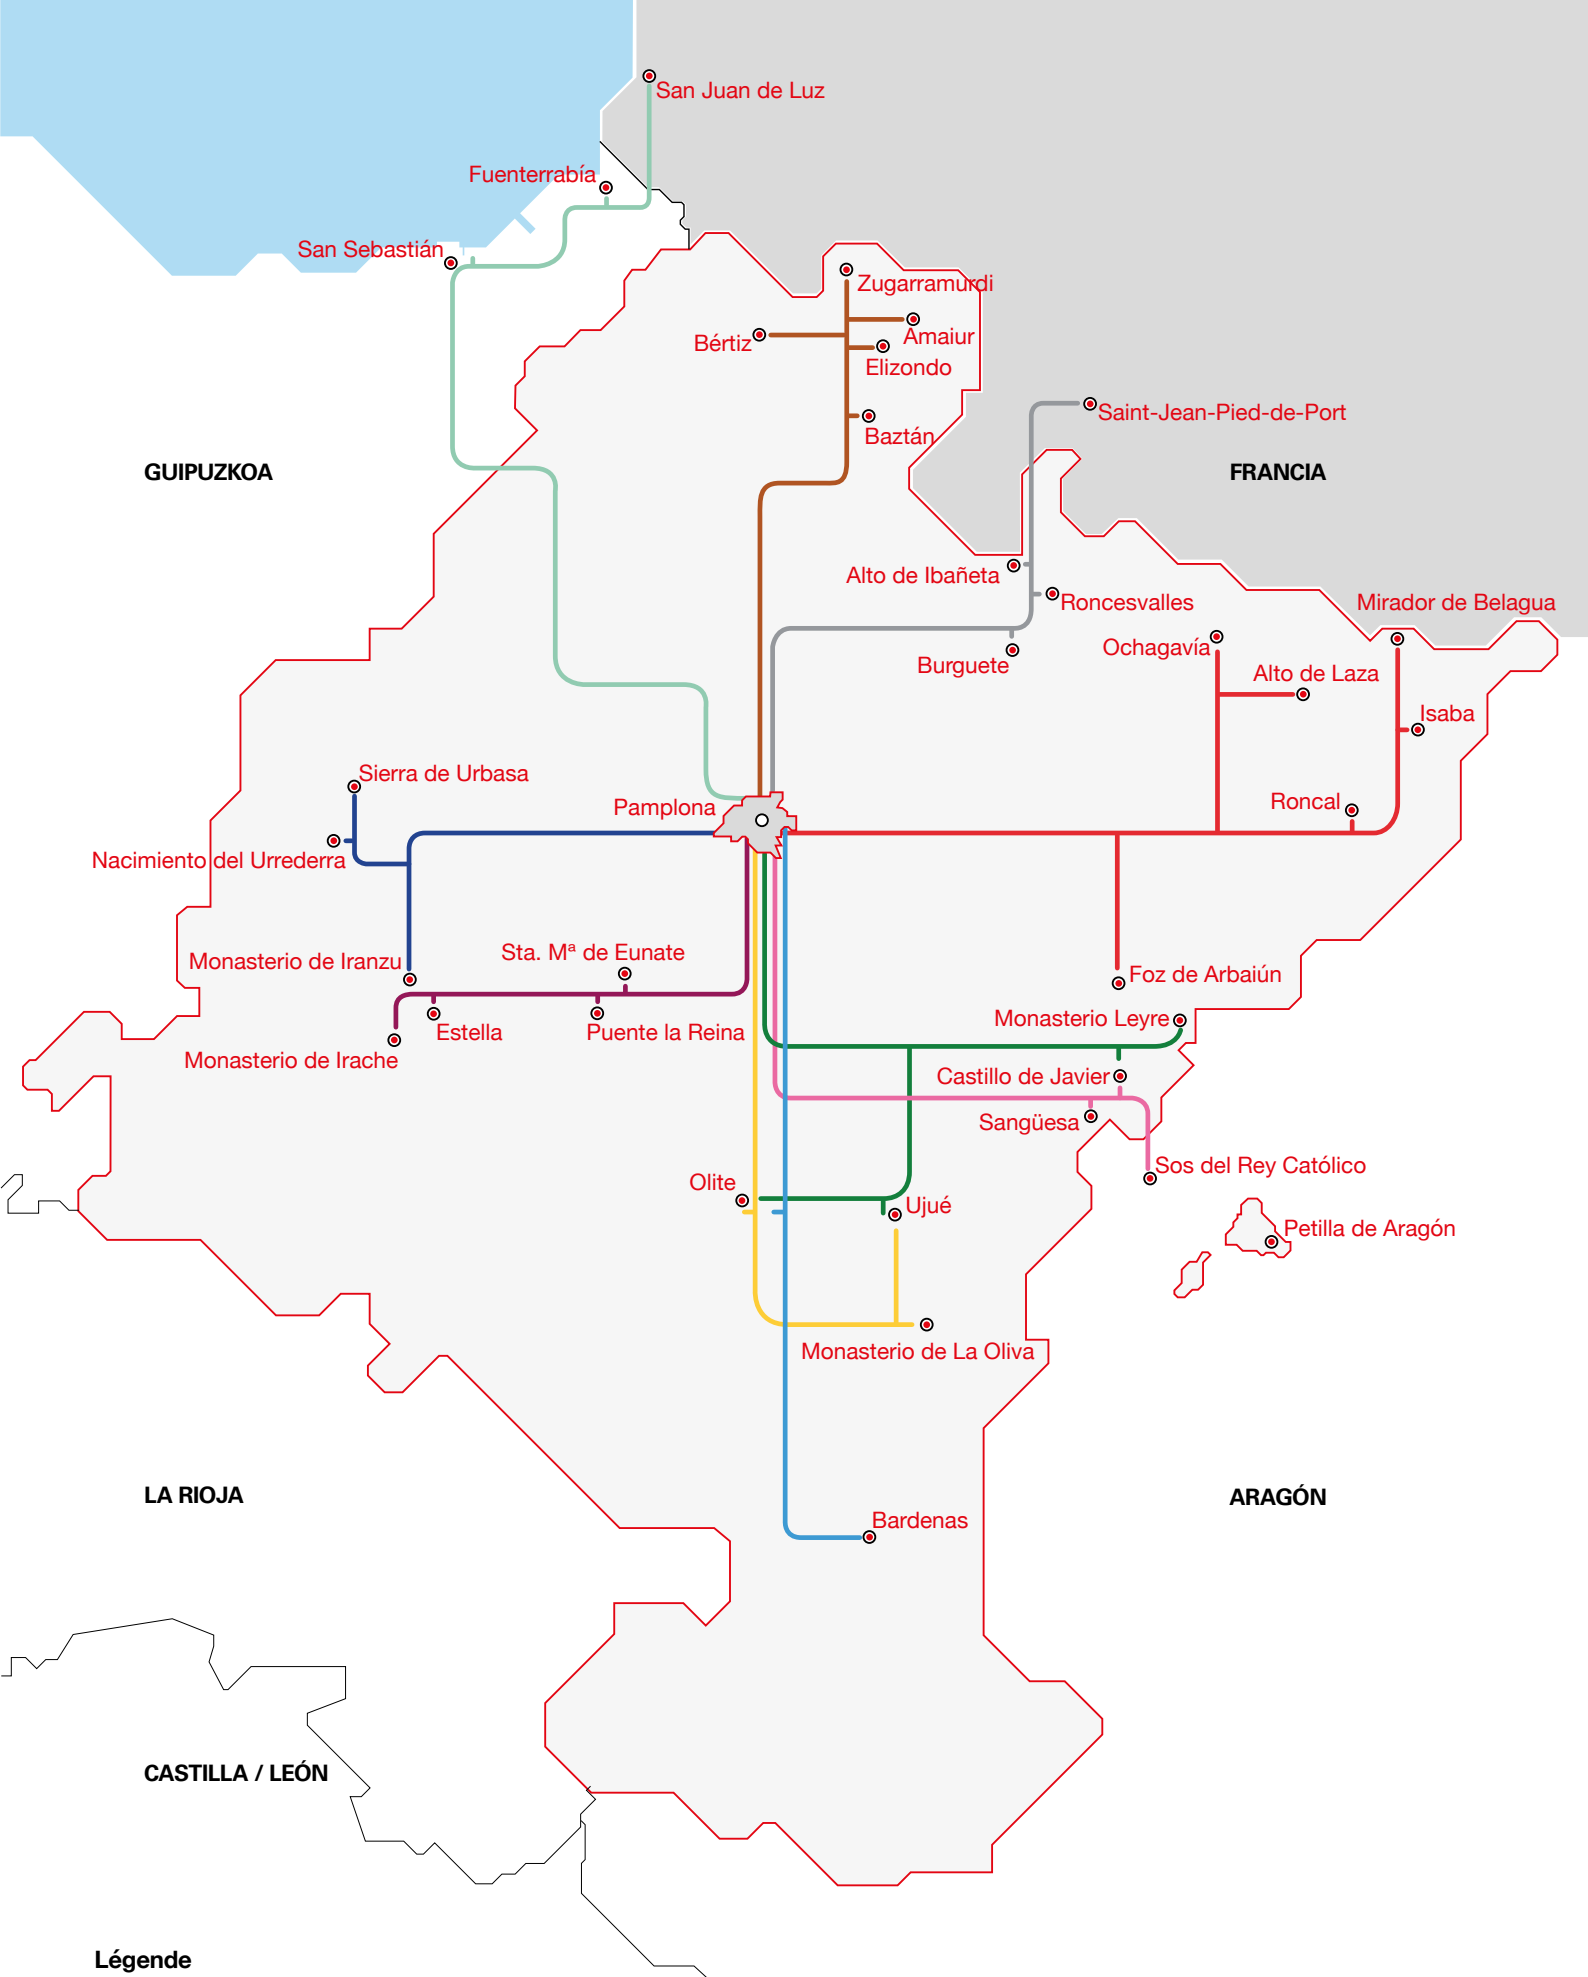 San Juan de Luz
Fuenterrabía
San Sebastián
Zugarramurdi
Amaiur
Bértiz
Elizondo
Saint-Jean-Pied-de-Port
Baztán
GUIPUZKOA
FRANCIA
Alto de Ibañeta
Roncesvalles
Mirador de Belagua
Ochagavía
Burguete
Alto de Laza
Isaba
Sierra de Urbasa
Roncal
Pamplona
Nacimiento del Urrederra
Sta. Mª de Eunate
Monasterio de Iranzu
Foz de Arbaiún
Monasterio Leyre
Estella
Puente la Reina
Monasterio de Irache
Castillo de Javier
Sangüesa
Sos del Rey Católico
Olite
Ujué
Petilla de Aragón
Monasterio de La Oliva
LA RIOJA
ARAGÓN
Bardenas
CASTILLA / LEÓN
Légende